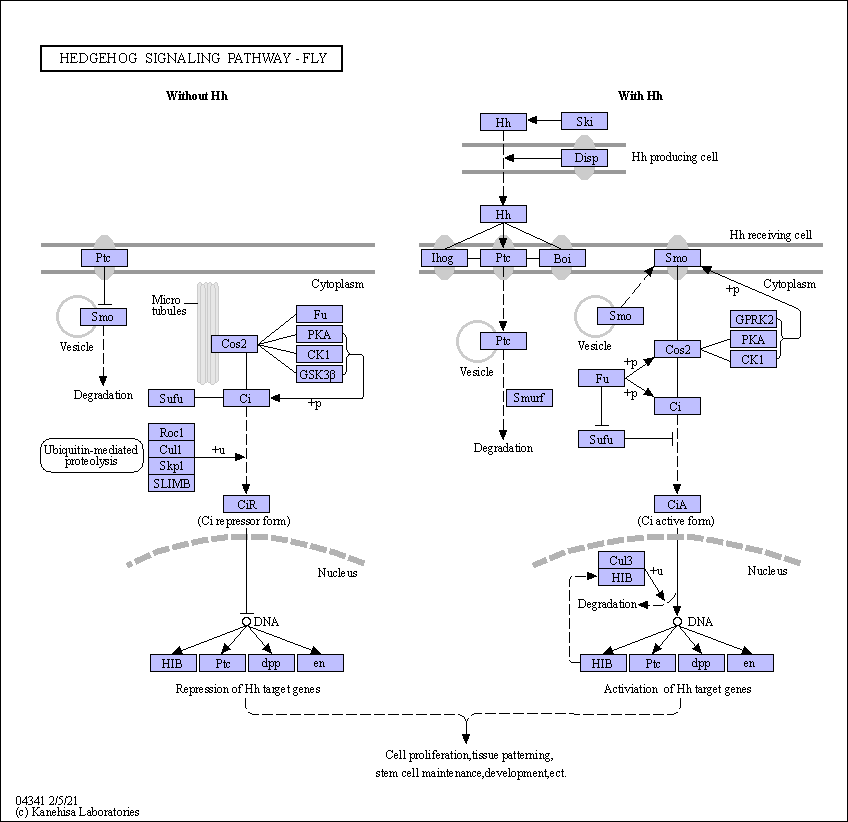 HEDGEHOG SIGNALING PATHWAY - FLY
Without Hh
With Hh
Hh
Ski
Disp
Hh producing cell
Hh
Hh receiving cell
Ptc
Ihog
Ptc
Boi
Smo
Cytoplasm
Cytoplasm
Micro
tubules
Smo
Vesicle
Fu
PKA
CK1
GSK3β
Cos2
+p
Degradation
Sufu
Ci
Ubiquitin-mediated
proteolysis
Roc1
Cul1
Skp1
SLIMB
+u
CiR
(Ci repressor form)
Nucleus
DNA
HIB
Ptc
dpp
en
Repression of Hh target genes
Ptc
Vesicle
Smurf
Degradation
Smo
Vesicle
+p
GPRK2
PKA
CK1
Cos2
+p
Fu
+p
Ci
Sufu
CiA
(Ci active form)
Nucleus
Cul3
HIB
+u
Degradation
DNA
HIB
Ptc
dpp
en
Activiation of Hh target genes
Cell proliferation,tissue patterning,
stem cell maintenance,development,ect.
04341 2/5/21
(c) Kanehisa Laboratories